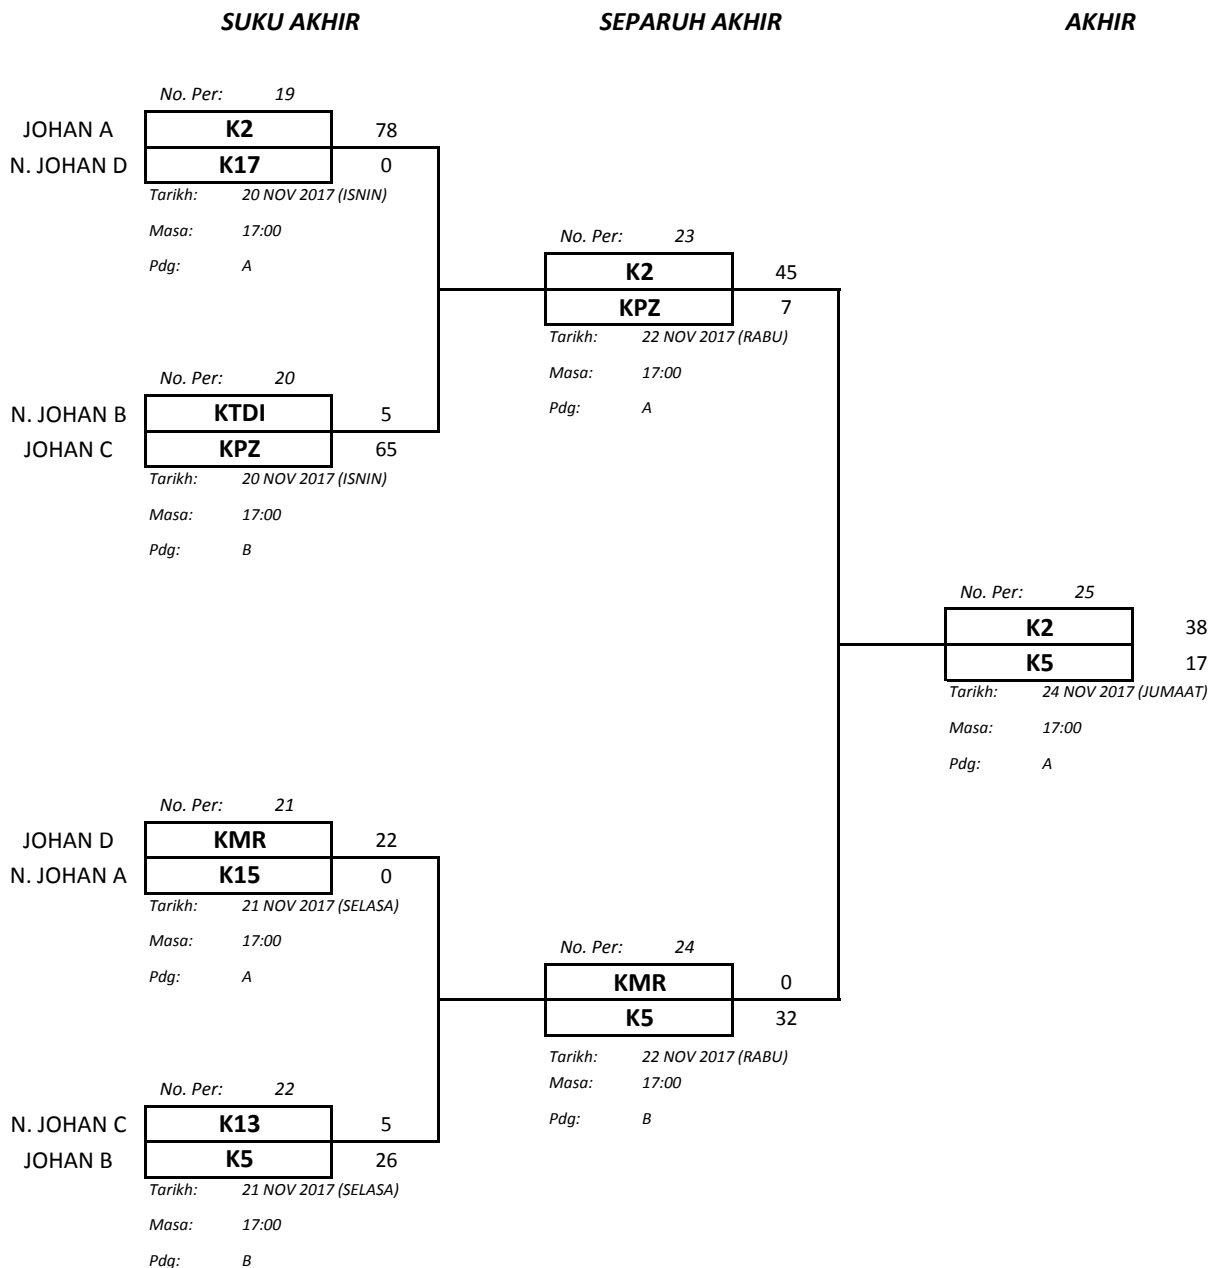 SUKU AKHIR SEPARUH AKHIR AKHIR
No. Per: 19
JOHAN A K2 78
N. JOHAN D K17 0
Tarikh: 20 NOV 2017 (ISNIN)
Masa: 17:00
Pdg: A
No. Per: 20
N. JOHAN B KTDI 5
JOHAN C KPZ 65
Tarikh: 20 NOV 2017 (ISNIN)
Masa: 17:00
Pdg: B
No. Per: 21
JOHAN D KMR 22
N. JOHAN A K15 0
Tarikh: 21 NOV 2017 (SELASA)
Masa: 17:00
Pdg: A
No. Per: 22
N. JOHAN C K13 5
JOHAN B K5 26
Tarikh: 21 NOV 2017 (SELASA)
Masa: 17:00
Pdg: B
No. Per: 23
K2 45
KPZ 7
Tarikh: 22 NOV 2017 (RABU)
Masa: 17:00
Pdg: A
No. Per: 24
KMR 0
K5 32
Tarikh: 22 NOV 2017 (RABU)
Masa: 17:00
Pdg: B
No. Per: 25
K2 38
K5 17
Tarikh: 24 NOV 2017 (JUMAAT)
Masa: 17:00
Pdg: A